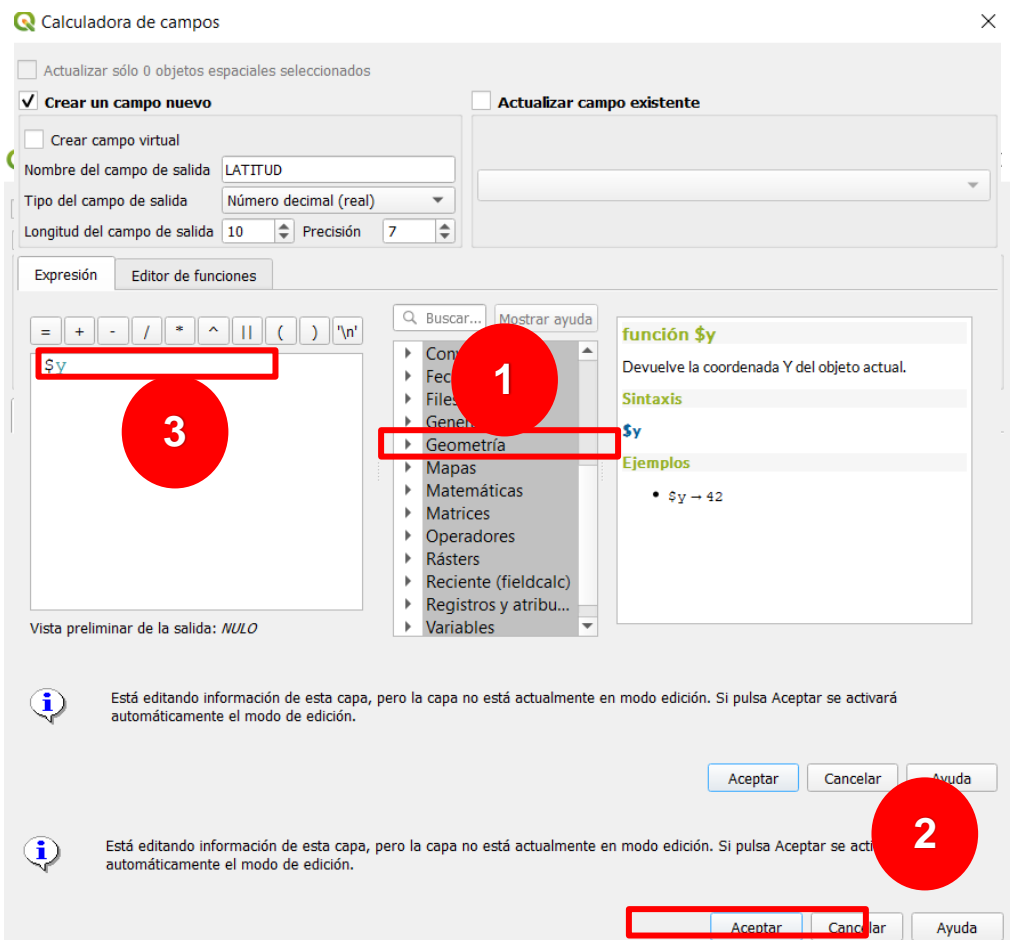 Calculadora de campos
Actualizar sólo 0 objetos espaciales seleccionados
Crear un campo nuevo
Actualizar campo existente
Crear campo virtual
Nombre del campo de salida LATITUD
Tipo del campo de salida Número decimal (real)
Longitud del campo de salida 10 Precisión 7
Expresión Editor de funciones
= + - / * ^ || ( ) '\n'
$y
3
Vista preliminar de la salida: NULO
Buscar... Mostrar ayuda
1
Geometría
Mapas
Matemáticas
Matrices
Operadores
Rásters
Reciente (fieldcalc)
Registros y atribu...
Variables
función $y
Devuelve la coordenada Y del objeto actual.
Sintaxis
$y
Ejemplos
• $y → 42
Está editando información de esta capa, pero la capa no está actualmente en modo edición. Si pulsa Aceptar se activará
automáticamente el modo de edición.
Aceptar Cancelar Ayuda
2
Está editando información de esta capa, pero la capa no está actualmente en modo edición. Si pulsa Aceptar se
automáticamente el modo de edición.
Aceptar Cancelar Ayuda